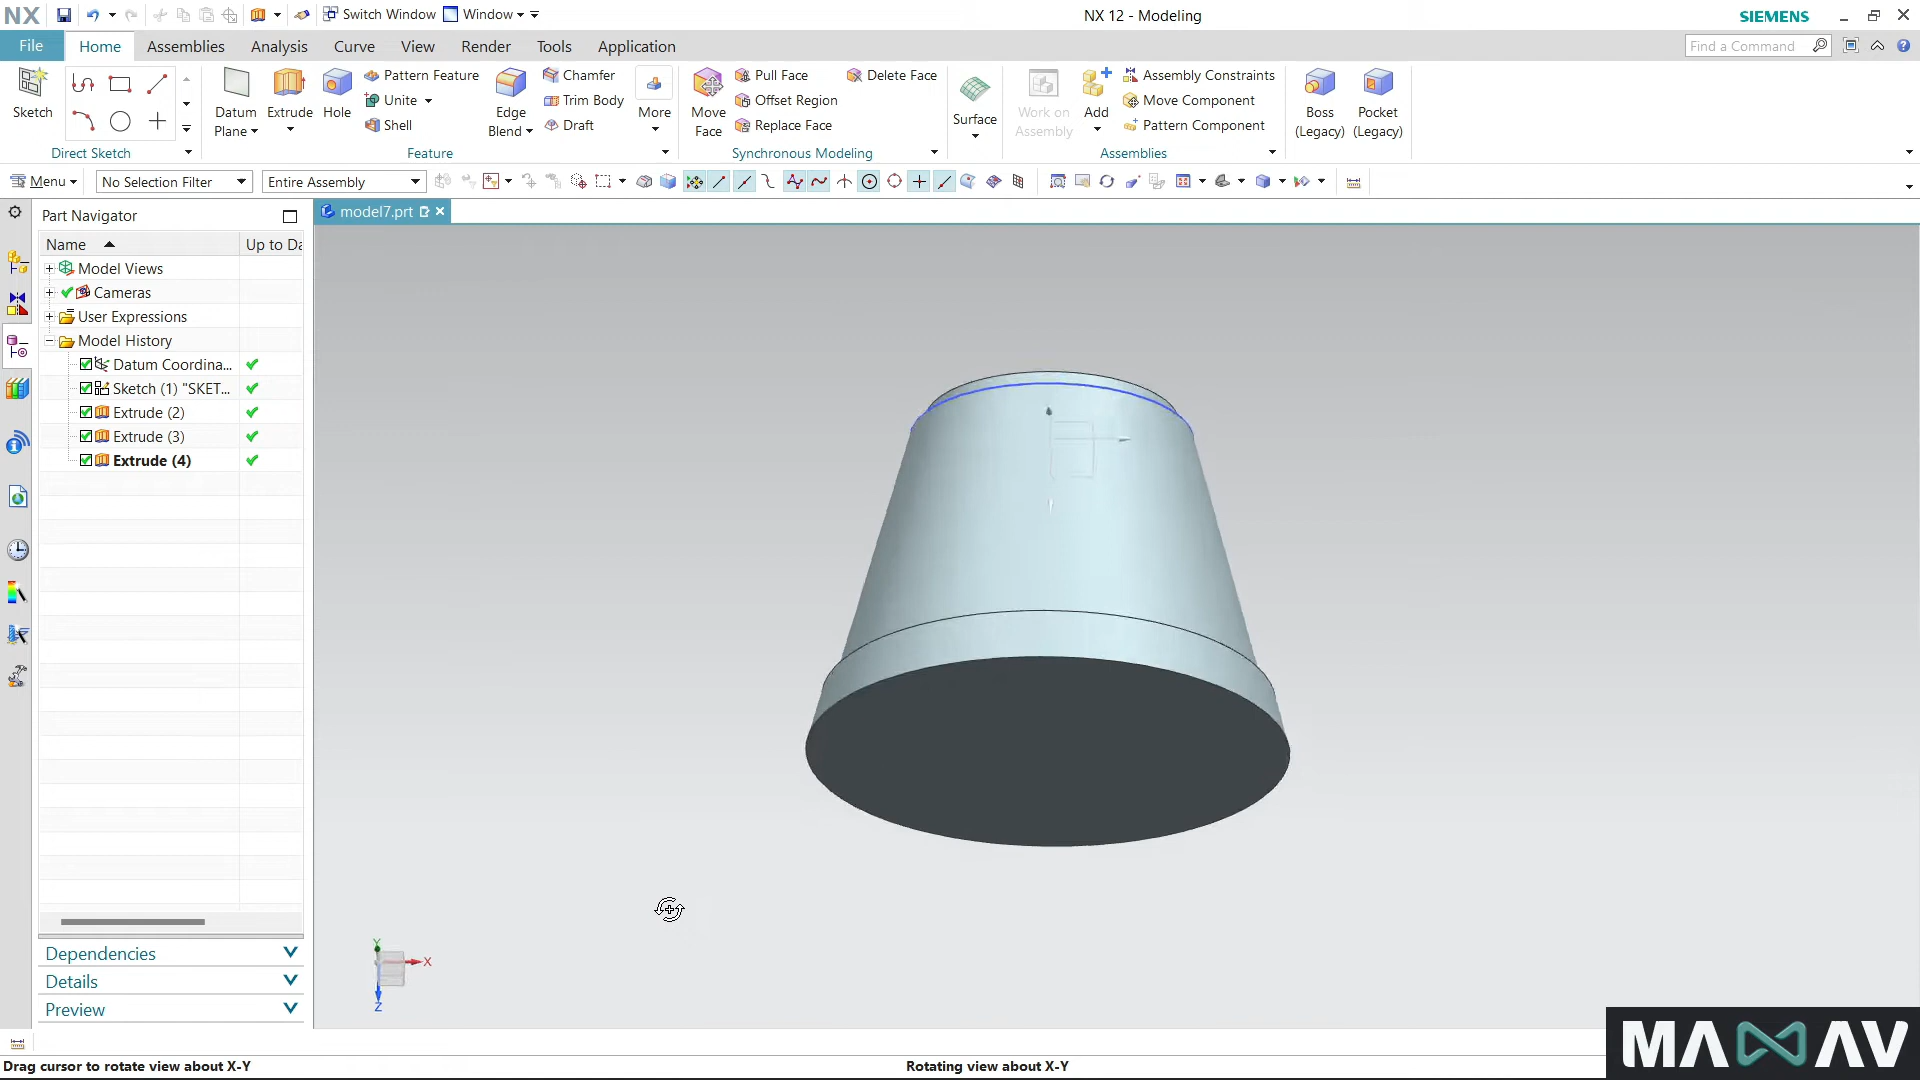 NX
Switch Window
Window
NX 12 - Modeling
SIEMENS
File
Home
Assemblies
Analysis
Curve
View
Render
Tools
Application
Find a Command
Sketch
Direct Sketch
Datum
Plane
Extrude
Hole
Pattern Feature
Unite
Shell
Edge
Blend
Chamfer
Trim Body
Draft
More
Feature
Move
Face
Pull Face
Offset Region
Replace Face
Delete Face
Synchronous Modeling
Surface
Work on
Assembly
Add
Assembly Constraints
Move Component
Pattern Component
Assemblies
Boss
(Legacy)
Pocket
(Legacy)
Menu
No Selection Filter
Entire Assembly
Part Navigator
model7.prt
Name
Up to Da
Model Views
Cameras
User Expressions
Model History
Datum Coordina...
Sketch (1) "SKET...
Extrude (2)
Extrude (3)
Extrude (4)
Dependencies
Details
Preview
Y
X
Z
Drag cursor to rotate view about X-Y
Rotating view about X-Y